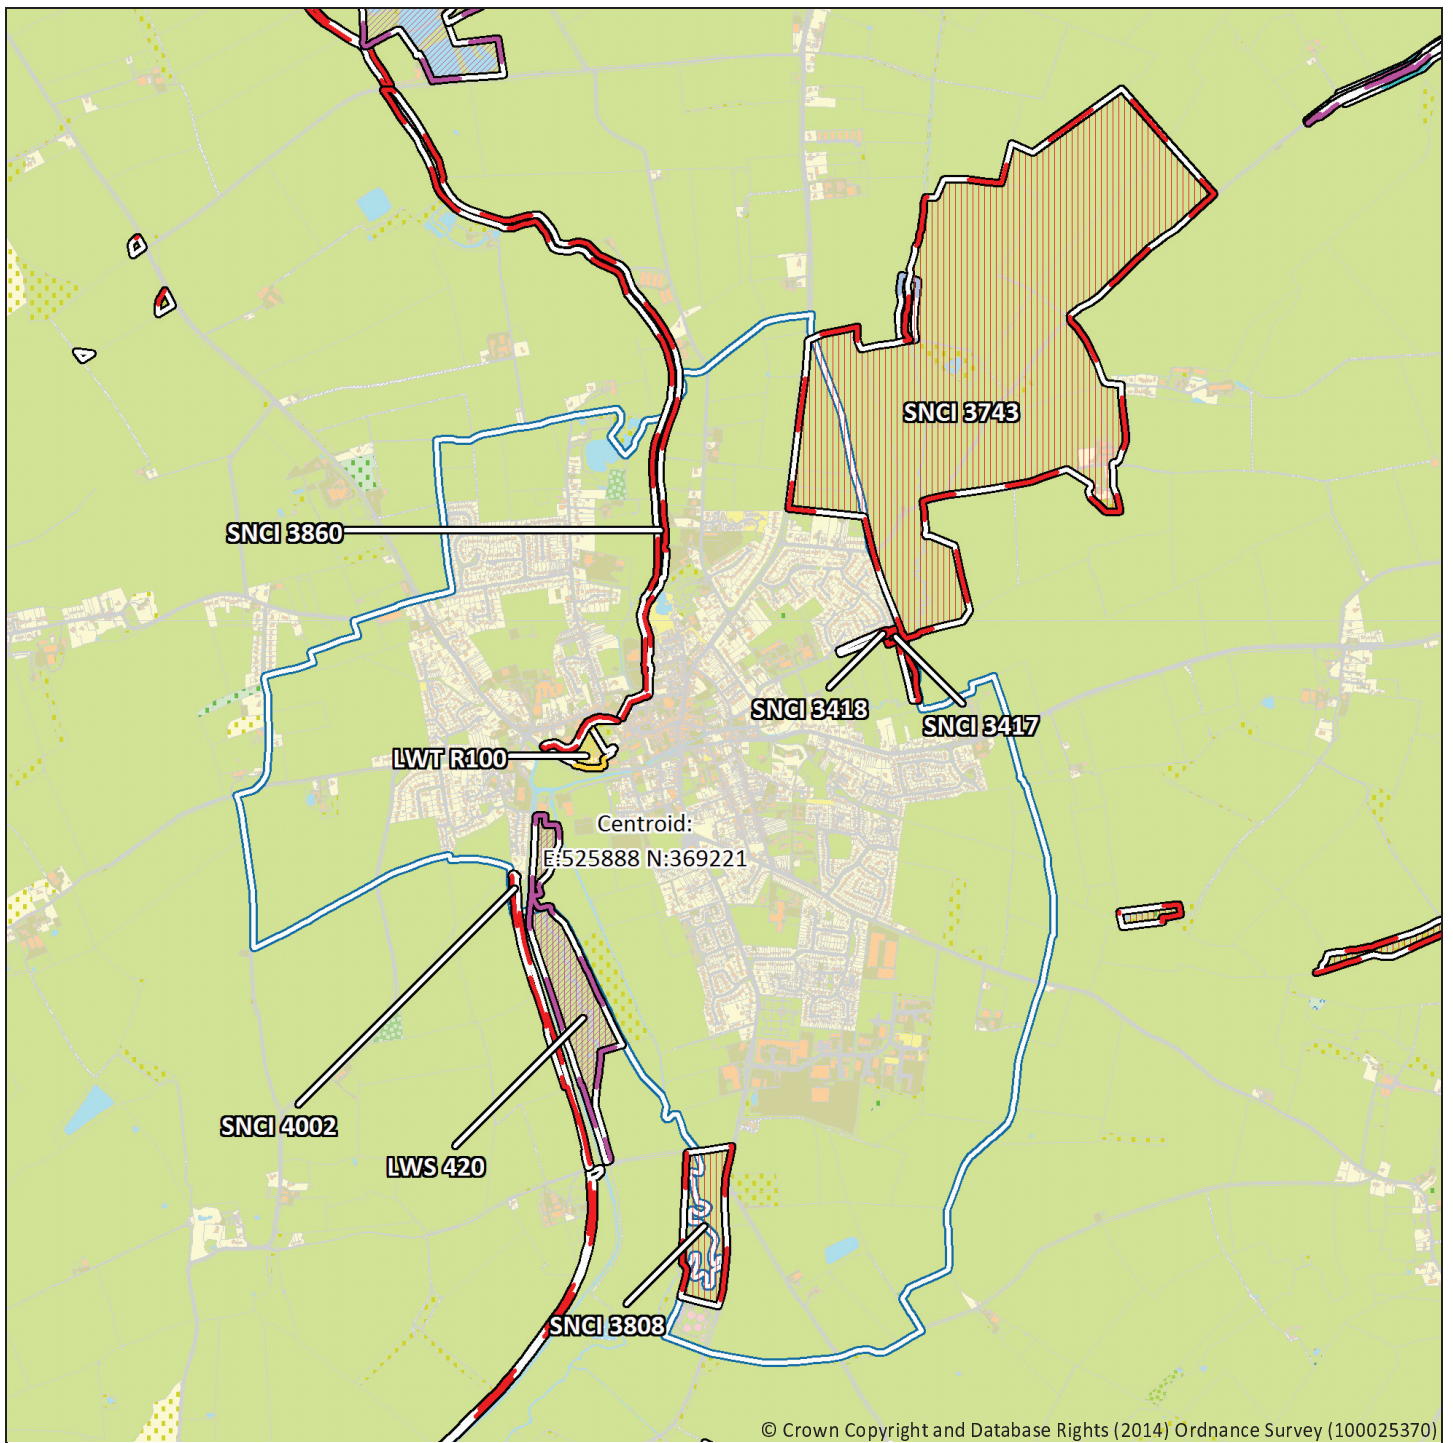 SNCI 3743
SNCI 3860
SNCI 3418
SNCI 3417
LWT R100
Centroid:
E:525888 N:369221
SNCI 4002
LWS 420
SNCI 3808
© Crown Copyright and Database Rights (2014) Ordnance Survey (100025370)